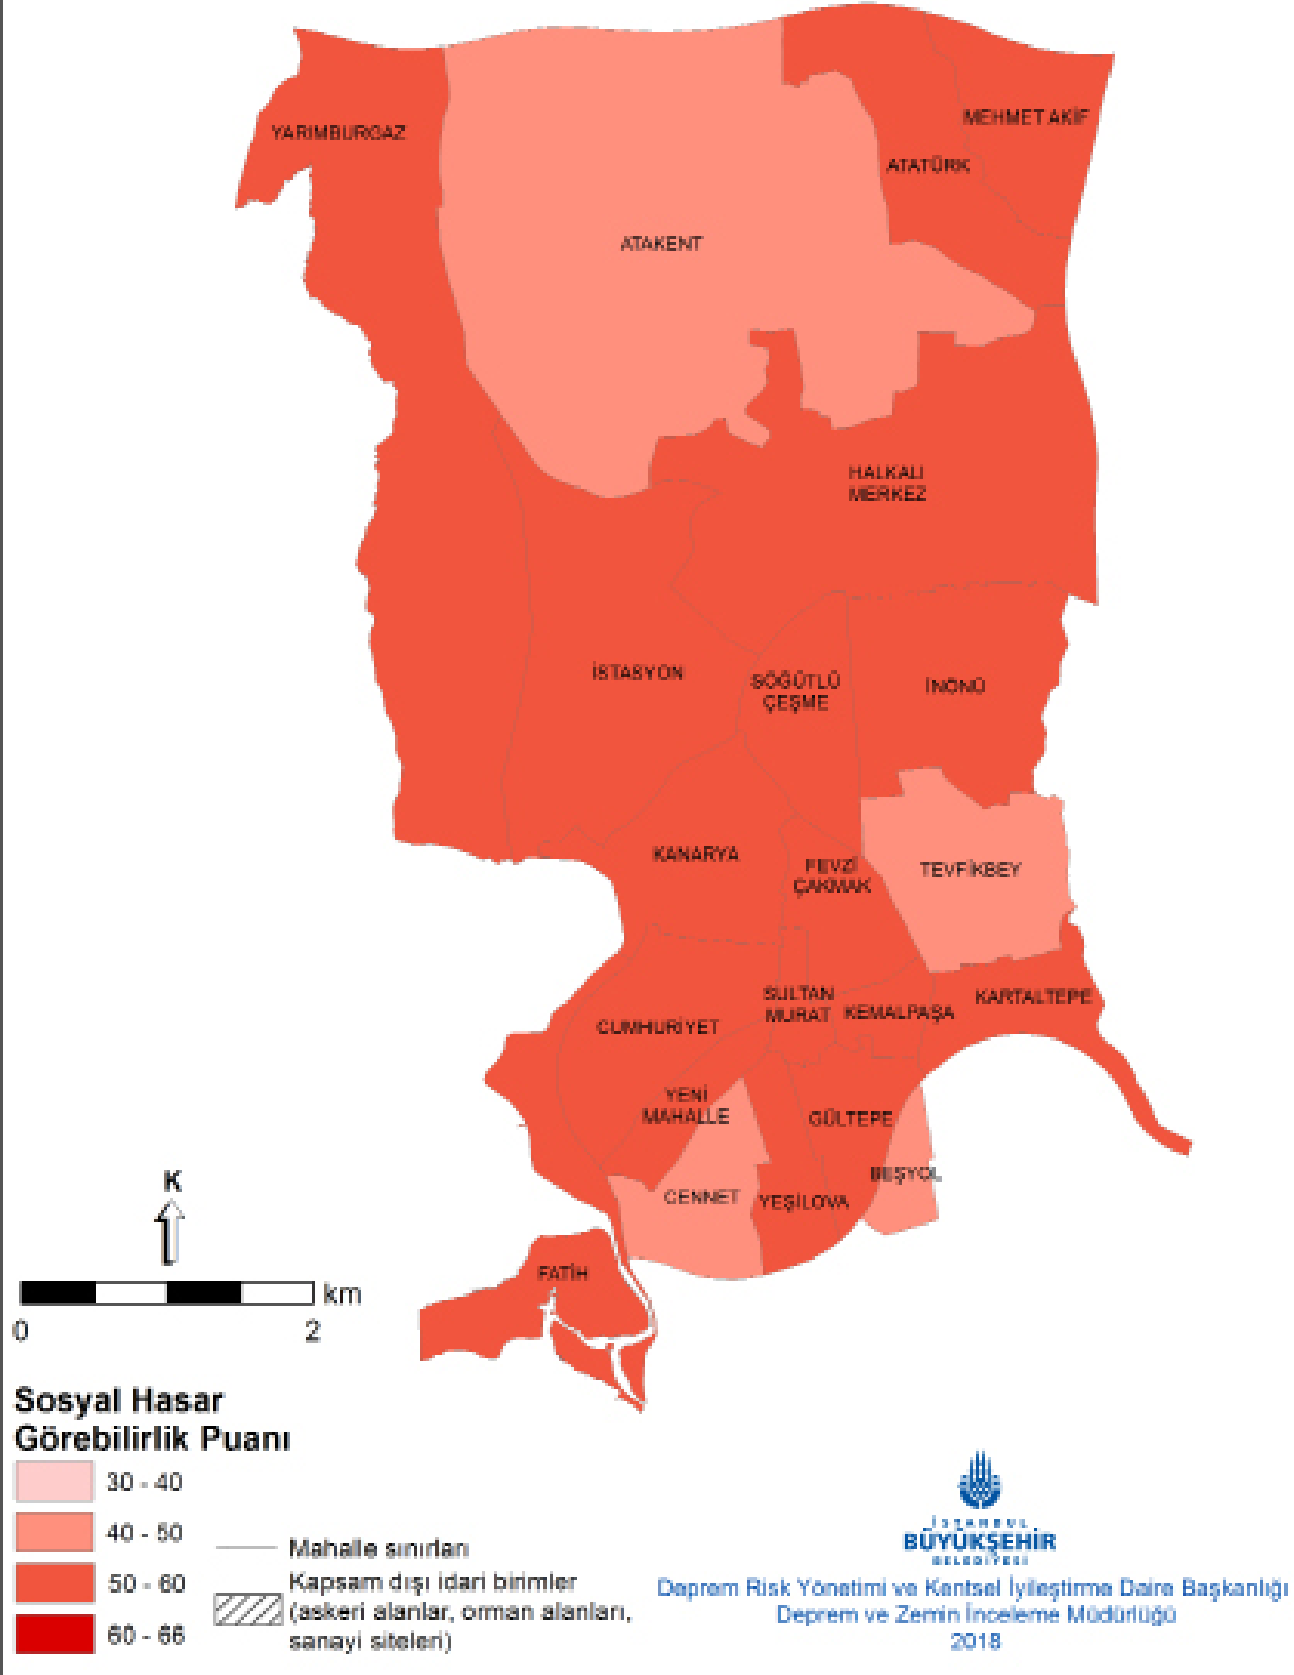 YARIMBURGAZ
MEHMET AKİF
ATATÜRK
ATAKENT
HALKALI
MERKEZ
İSTASYON
SÖĞÜTLÜ
ÇEŞME
İNÖNÜ
KANARYA
FEVZİ
ÇAKMAK
TEVFİKBEY
SULTAN
MURAT
KEMALPAŞA
KARTALTEPE
CUMHURİYET
YENİ
MAHALLE
GÜLTEPE
BEŞYOL
CENNET
YEŞİLOVA
FATİH
K
km
0
2
Sosyal Hasar
Görebilirlik Puanı
30 - 40
40 - 50
50 - 60
60 - 66
Mahalle sınırları
Kapsam dışı idari birimler
(askeri alanlar, orman alanları,
sanayi siteleri)
İSTANBUL
BÜYÜKŞEHİR
BELEDİYESİ
Deprem Risk Yönetimi ve Kentsel İyileştirme Daire Başkanlığı
Deprem ve Zemin İnceleme Müdürlüğü
2018